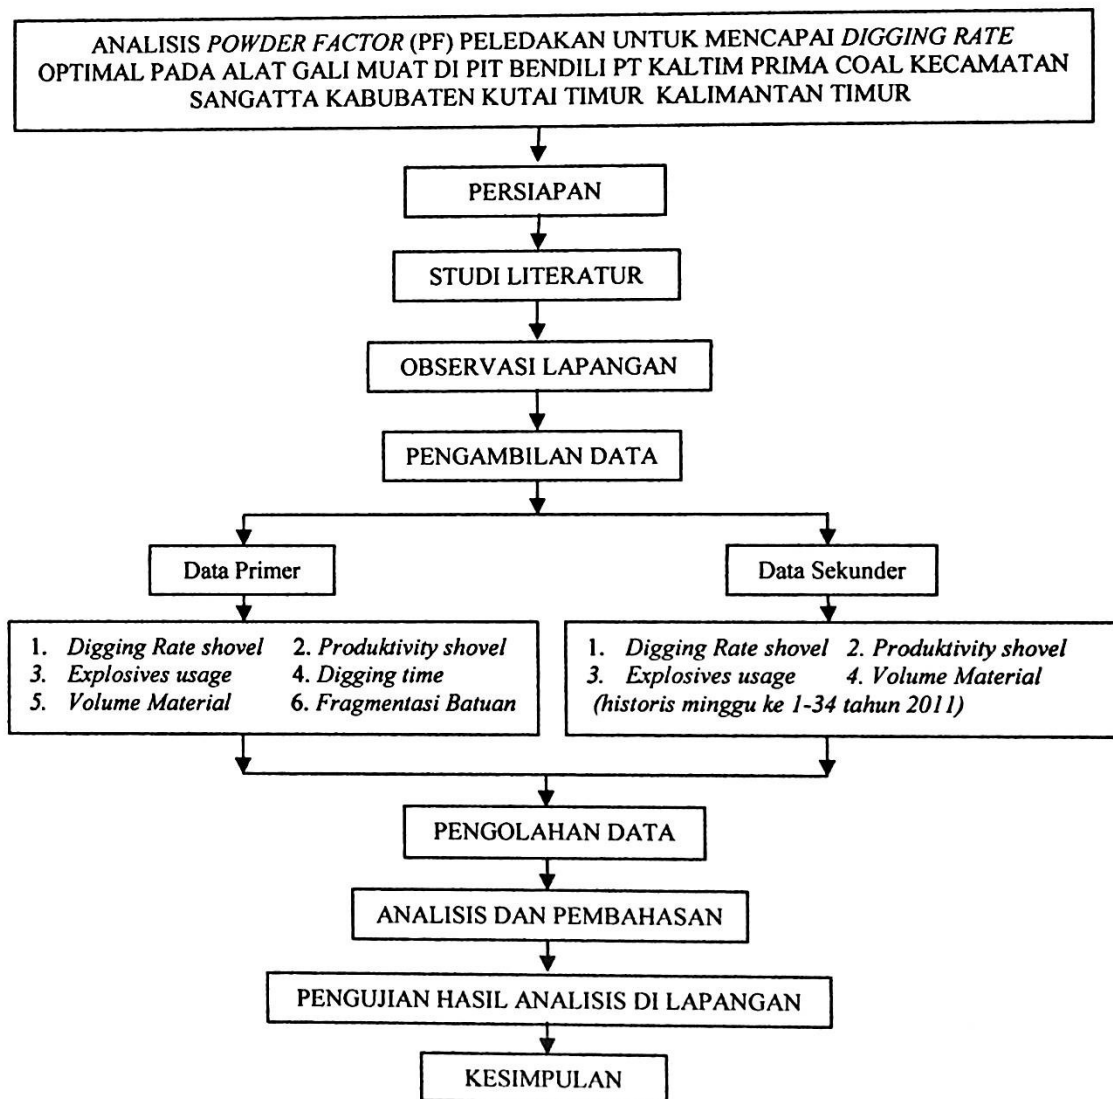 ANALISIS POWDER FACTOR (PF) PELEDAKAN UNTUK MENCAPAI DIGGING RATE
OPTIMAL PADA ALAT GALI MUAT DI PIT BENDILI PT KALTIM PRIMA COAL KECAMATAN
SANGATTA KABUBATEN KUTAI TIMUR KALIMANTAN TIMUR
PERSIAPAN
STUDI LITERATUR
OBSERVASI LAPANGAN
PENGAMBILAN DATA
Data Primer
1. Digging Rate shovel 2. Produktivity shovel
3. Explosives usage 4. Digging time
5. Volume Material 6. Fragmentasi Batuan
Data Sekunder
1. Digging Rate shovel 2. Produktivity shovel
3. Explosives usage 4. Volume Material
(historis minggu ke 1-34 tahun 2011)
PENGOLAHAN DATA
ANALISIS DAN PEMBAHASAN
PENGUJIAN HASIL ANALISIS DI LAPANGAN
KESIMPULAN